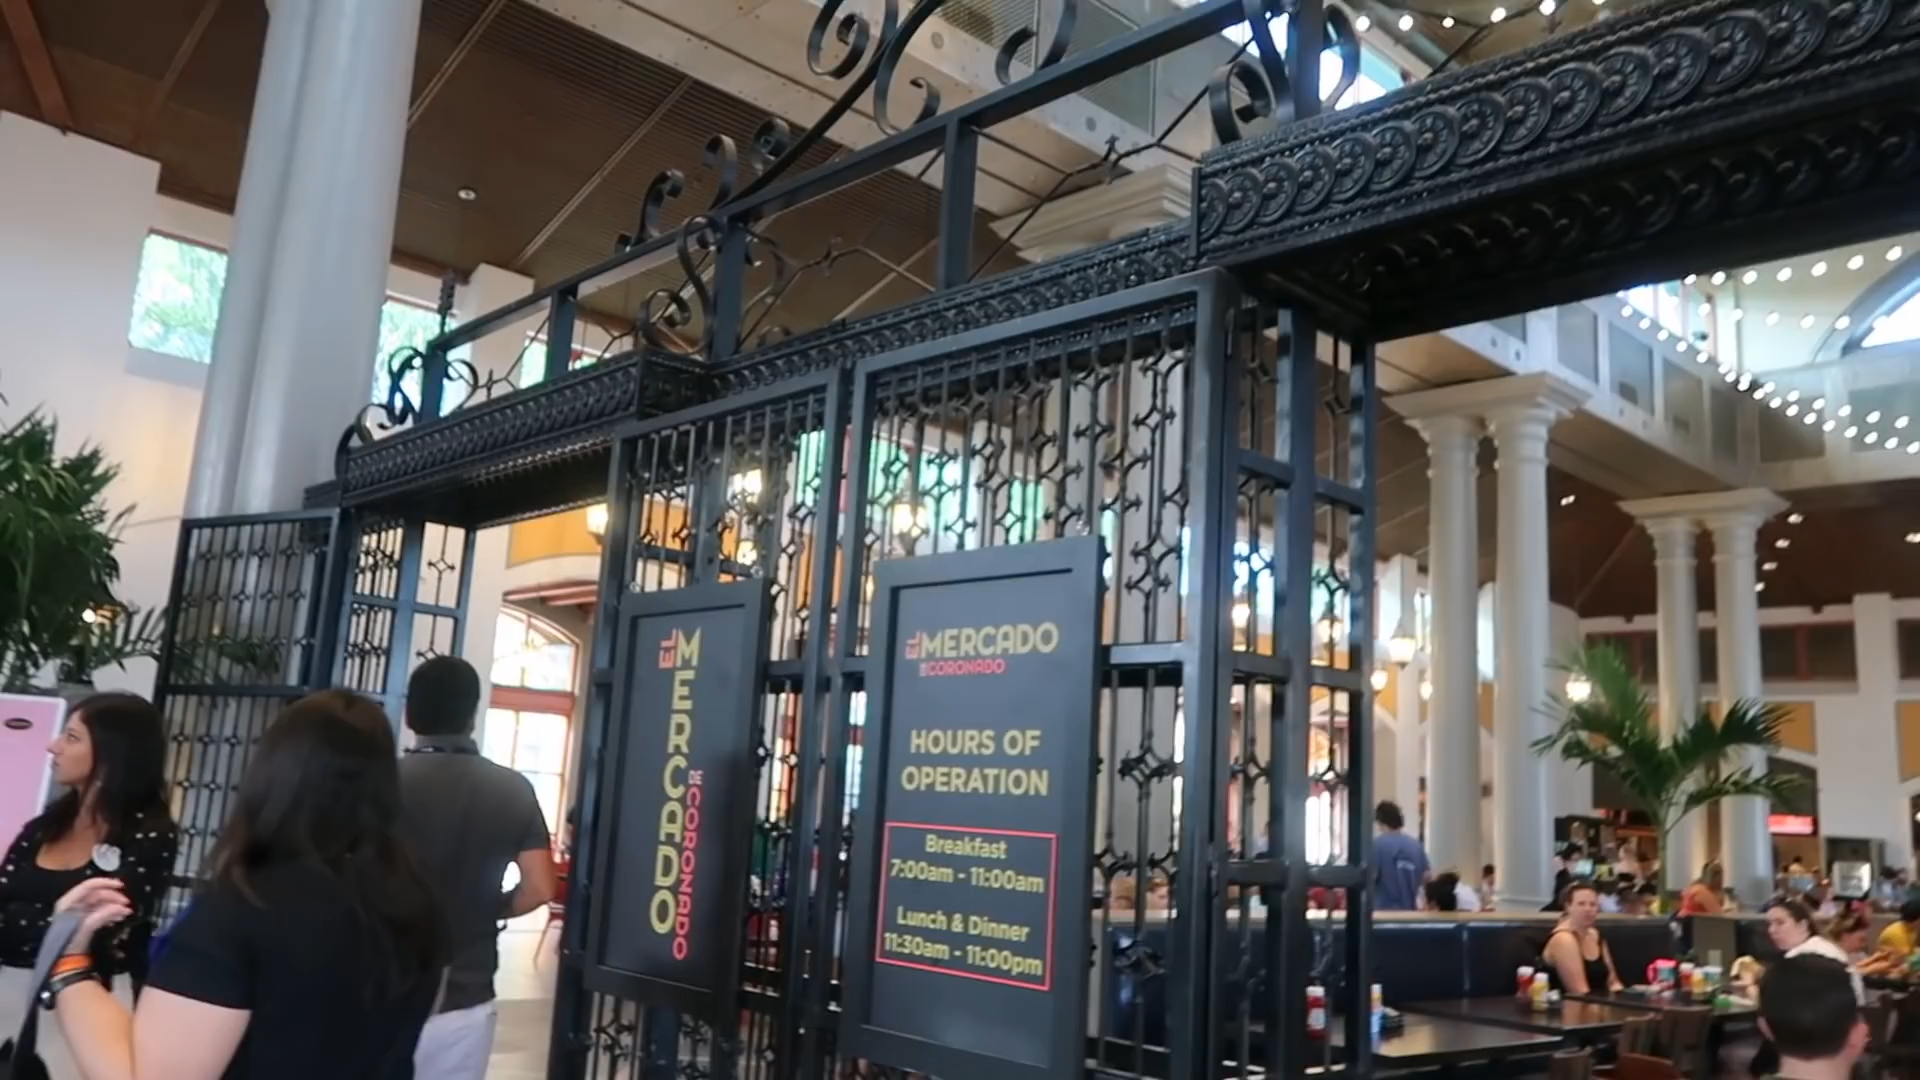 EL MERCADO
DE CORONADO
EL MERCADO
DE CORONADO
HOURS OF
OPERATION
Breakfast
7:00am - 11:00am
Lunch & Dinner
11:30am - 11:00pm